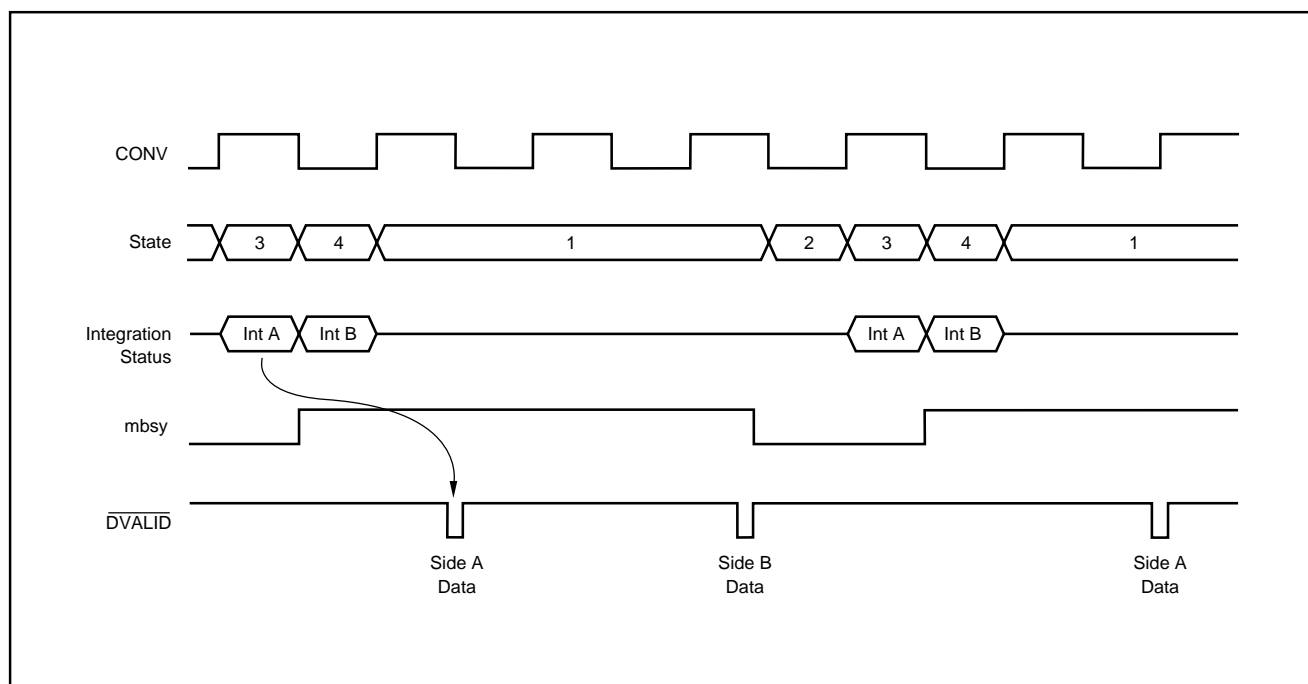 CONV
State
3
4
1
2
3
4
1
Integration
Status
Int A
Int B
Int A
Int B
mbsy
DVALID
Side A
Data
Side B
Data
Side A
Data